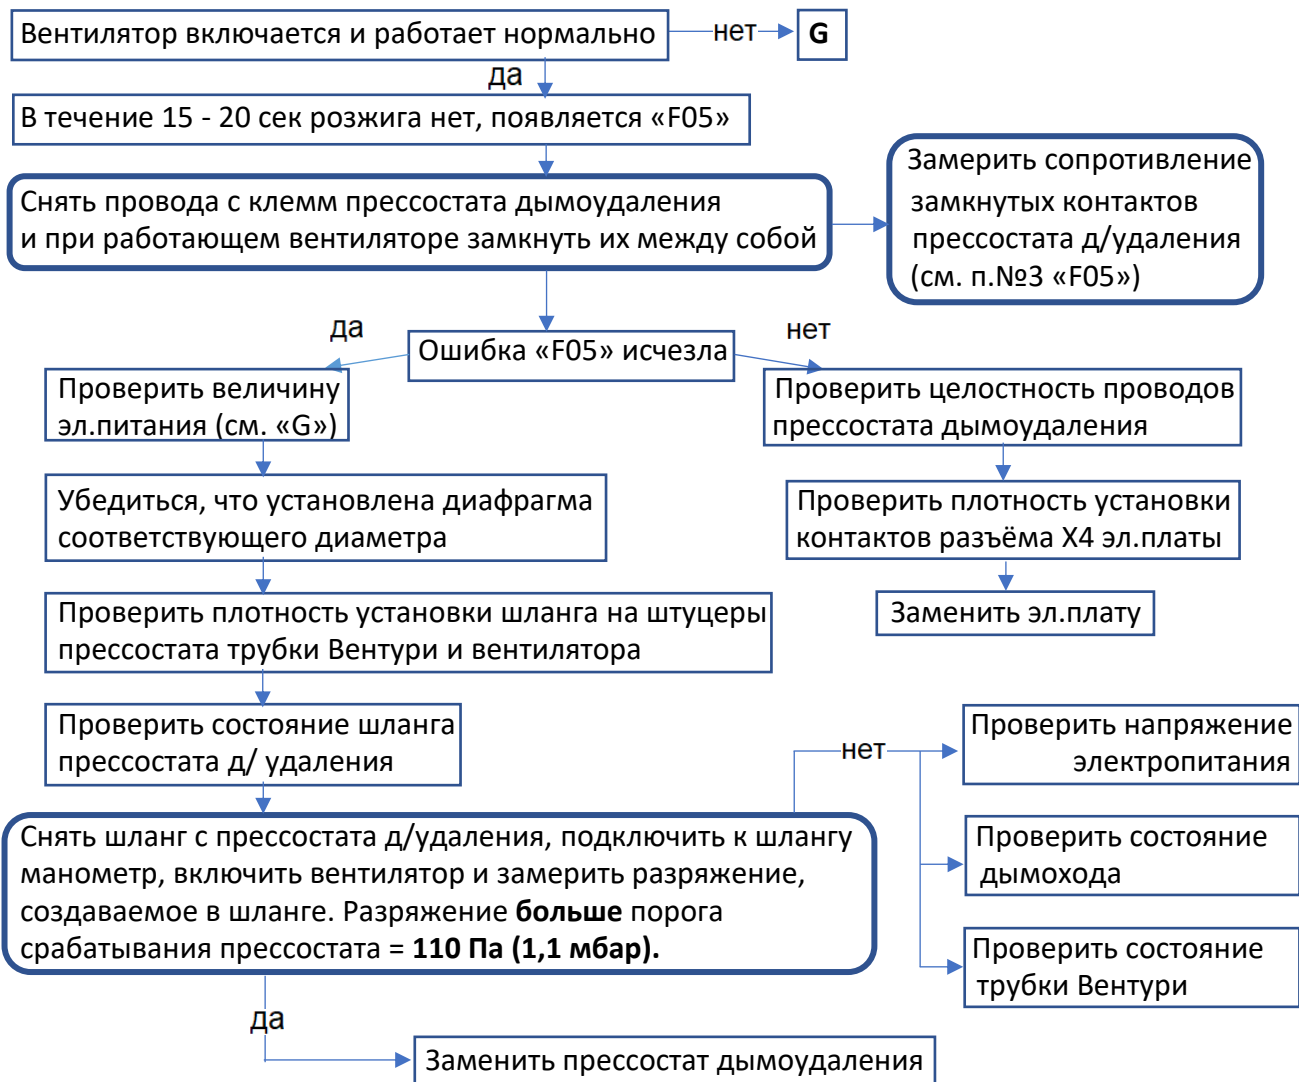 Вентилятор включается и работает нормально
нет
G
да
В течение 15 - 20 сек розжига нет, появляется «F05»
Снять провода с клемм прессостата дымоудаления
и при работающем вентиляторе замкнуть их между собой
Замерить сопротивление
замкнутых контактов
прессостата д/удаления
(см. п.№3 «F05»)
Ошибка «F05» исчезла
да
нет
Проверить величину
эл.питания (см. «G»)
Проверить целостность проводов
прессостата дымоудаления
Убедиться, что установлена диафрагма
соответствующего диаметра
Проверить плотность установки
контактов разъёма X4 эл.платы
Проверить плотность установки шланга на штуцеры
прессостата трубки Вентури и вентилятора
Заменить эл.плату
Проверить состояние шланга
прессостата д/ удаления
Снять шланг с прессостата д/удаления, подключить к шлангу
манометр, включить вентилятор и замерить разряжение,
создаваемое в шланге. Разряжение больше порога
срабатывания прессостата = 110 Па (1,1 мбар).
нет
Проверить напряжение
электропитания
Проверить состояние
дымохода
Проверить состояние
трубки Вентури
да
Заменить прессостат дымоудаления